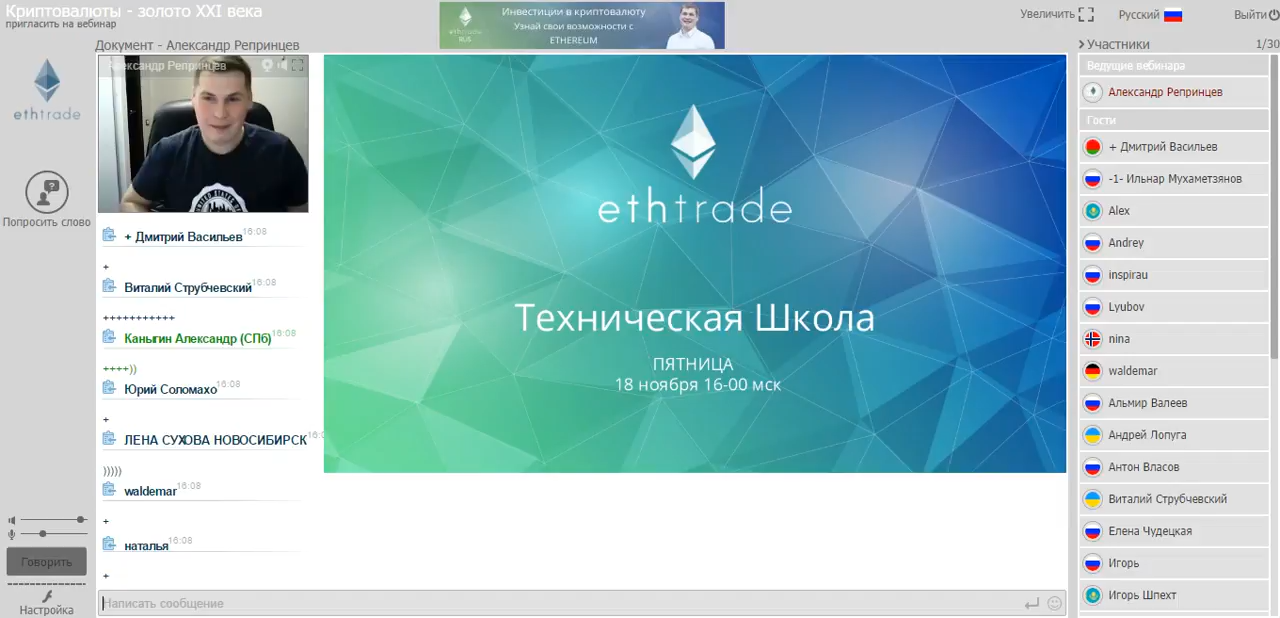 Криптовалюты - золото XXI века
пригласить на вебинар
Инвестиции в криптовалюту
Узнай свои возможности с
ETHEREUM
Увеличить
Русский
Выйти
Документ - Александр Репринцев
Участники
1/30
ethtrade
Попросить слово
Говорить
Настройка
Александр Репринцев
+ Дмитрий Васильев 16:08
+
Виталий Струбчевский 16:08
+++++++++++
Каныгин Александр (СПб) 16:08
++++))
Юрий Соломахо 16:08
+
ЛЕНА СУХОВА НОВОСИБИРСК
)))))
waldemar 16:08
+
наталья 16:08
+
Написать сообщение
ethtrade
Техническая Школа
ПЯТНИЦА
18 ноября 16-00 мск
Ведущие вебинара
Александр Репринцев
Гости
+ Дмитрий Васильев
-1- Ильнар Мухаметзянов
Alex
Andrey
inspirau
Lyubov
nina
waldemar
Альмир Валеев
Андрей Лопуга
Антон Власов
Виталий Струбчевский
Елена Чудецкая
Игорь
Игорь Шпехт